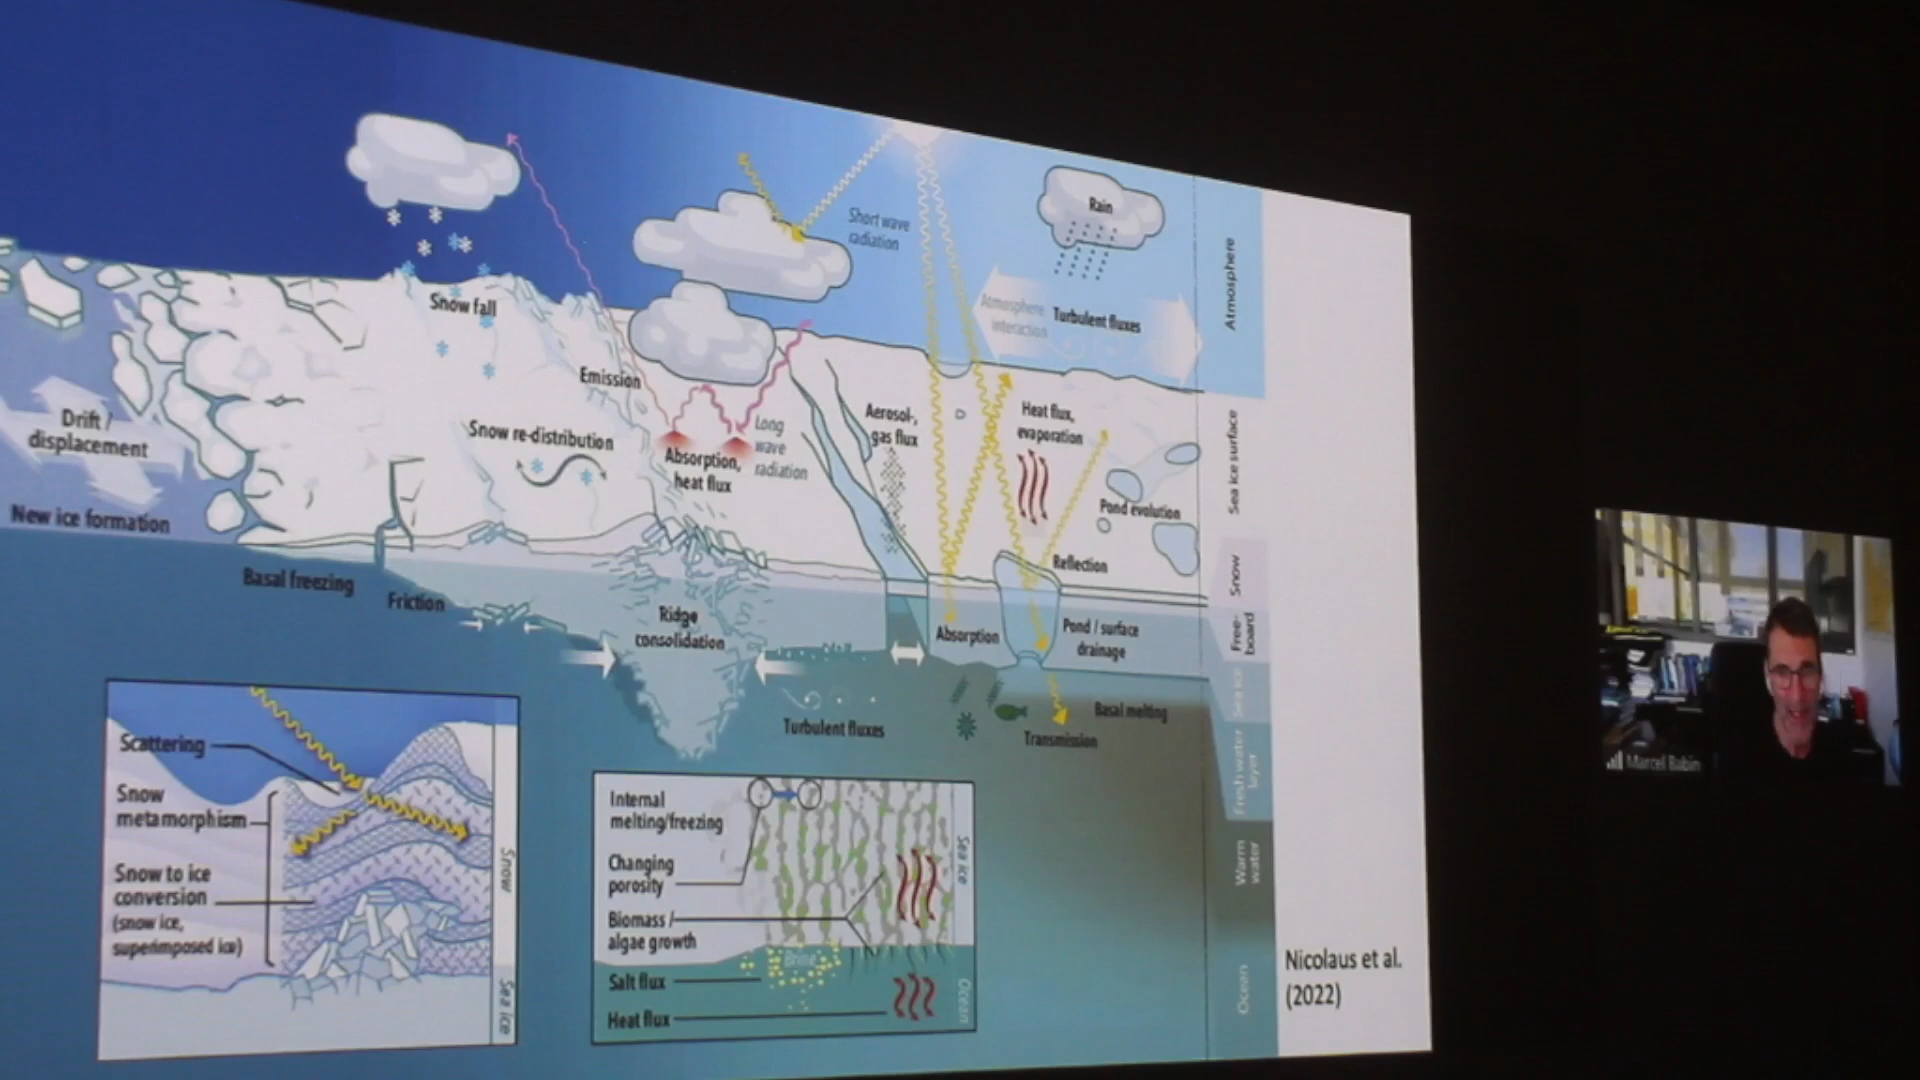 Rain
Short wave
radiation
Atmosphere
interaction
Turbulent fluxes
Atmosphere
Snow fall
Emission
Drift /
displacement
Snow re-distribution
Absorption,
heat flux
Long
wave
radiation
Aerosol-,
gas flux
Heat flux,
evaporation
Pond evolution
Sea ice surface
New ice formation
Basal freezing
Friction
Ridge
consolidation
Absorption
Reflection
Pond / surface
drainage
Snow
Free-
board
Sea ice
Turbulent fluxes
Basal melting
Transmission
Freshwater
layer
Warm
water
Ocean
Scattering
Snow
metamorphism
Snow to ice
conversion
(snow ice,
superimposed ice)
Snow
Sea ice
Internal
melting/freezing
Changing
porosity
Biomass /
algae growth
Brine
Salt flux
Heat flux
Sea ice
Ocean
Nicolaus et al.
(2022)
Marcel Babin